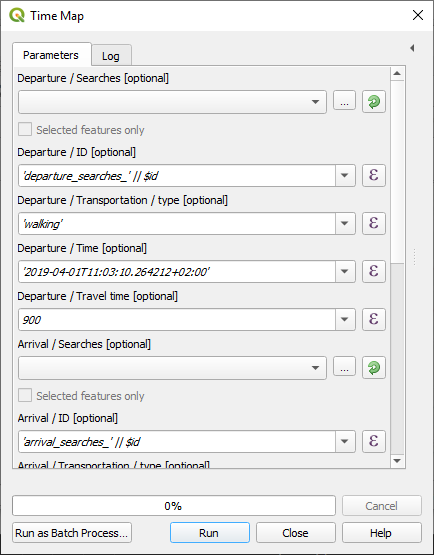 Time Map
Parameters
Log
Departure / Searches [optional]
...
Selected features only
Departure / ID [optional]
'departure_searches_' || $id
ε
Departure / Transportation / type [optional]
'walking'
ε
Departure / Time [optional]
'2019-04-01T11:03:10.264212+02:00'
ε
Departure / Travel time [optional]
900
ε
Arrival / Searches [optional]
...
Selected features only
Arrival / ID [optional]
'arrival_searches_' || $id
ε
Arrival / Transportation / type [optional]
0%
Cancel
Run as Batch Process...
Run
Close
Help